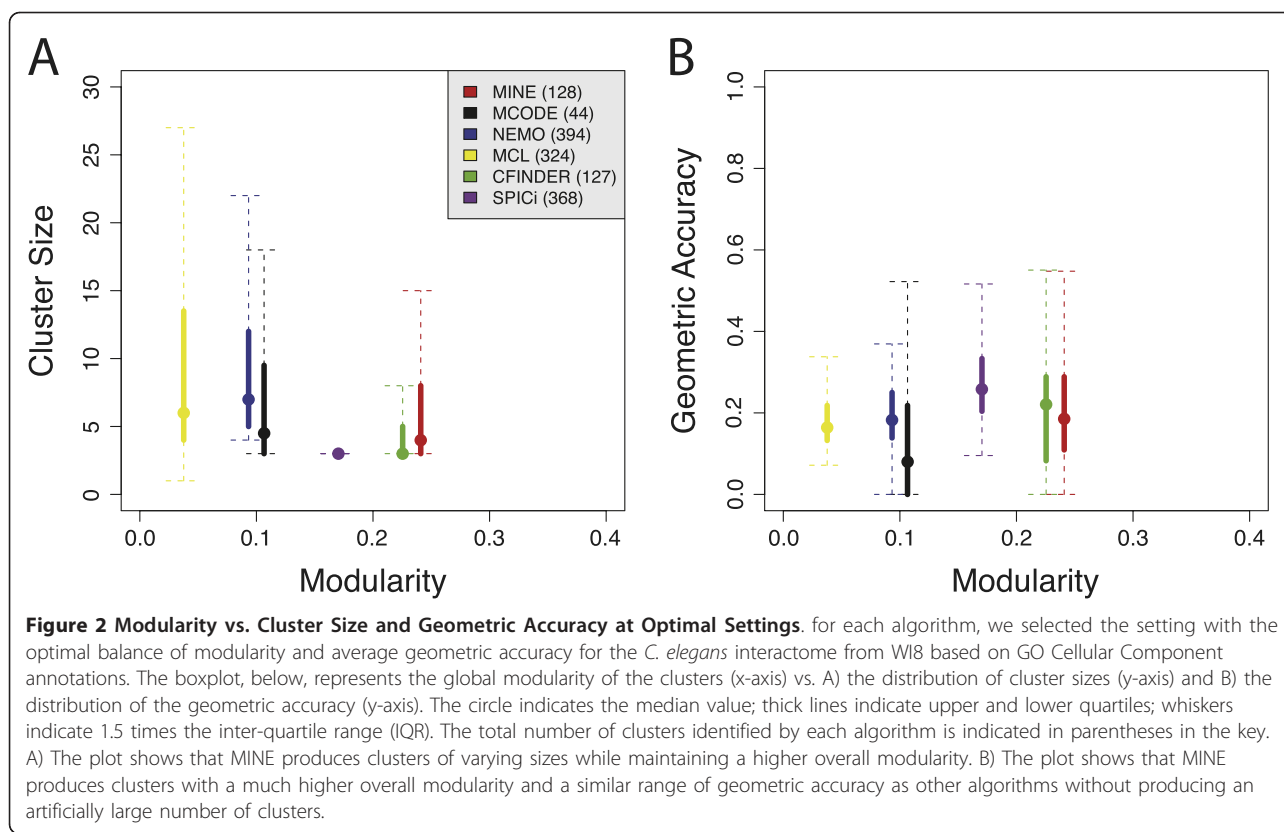 A
B
30
25
20
15
10
5
0
Cluster Size
MINE (128)
MCODE (44)
NEMO (394)
MCL (324)
CFINDER (127)
SPICi (368)
0.0 0.1 0.2 0.3 0.4
Modularity
1.0
0.8
0.6
0.4
0.2
0.0
Geometric Accuracy
0.0 0.1 0.2 0.3 0.4
Modularity
Figure 2 Modularity vs. Cluster Size and Geometric Accuracy at Optimal Settings. for each algorithm, we selected the setting with the
optimal balance of modularity and average geometric accuracy for the C. elegans interactome from WI8 based on GO Cellular Component
annotations. The boxplot, below, represents the global modularity of the clusters (x-axis) vs. A) the distribution of cluster sizes (y-axis) and B) the
distribution of the geometric accuracy (y-axis). The circle indicates the median value; thick lines indicate upper and lower quartiles; whiskers
indicate 1.5 times the inter-quartile range (IQR). The total number of clusters identified by each algorithm is indicated in parentheses in the key.
A) The plot shows that MINE produces clusters of varying sizes while maintaining a higher overall modularity. B) The plot shows that MINE
produces clusters with a much higher overall modularity and a similar range of geometric accuracy as other algorithms without producing an
artificially large number of clusters.